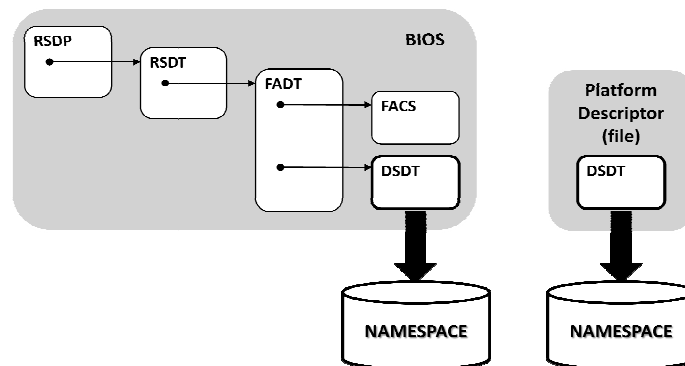 RSDP
RSDT
FADT
BIOS
FACS
DSDT
NAMESPACE
Platform
Descriptor
(file)
DSDT
NAMESPACE